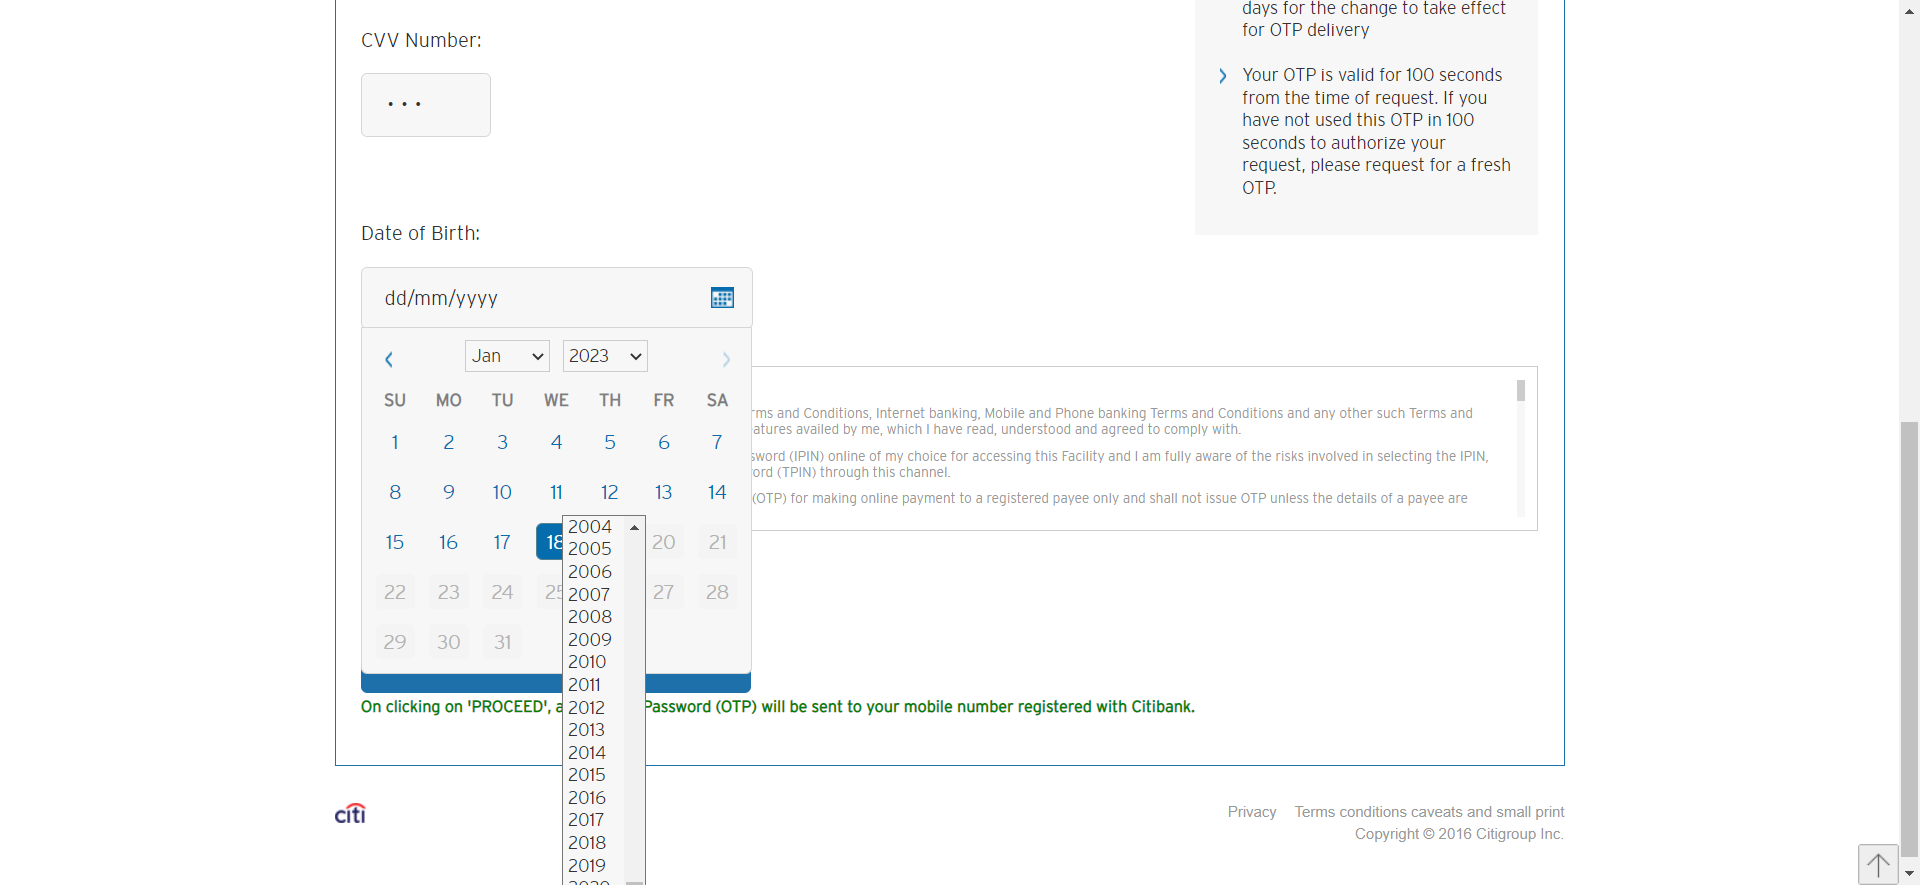 days for the change to take effect
for OTP delivery
CVV Number:
•••
Your OTP is valid for 100 seconds
from the time of request. If you
have not used this OTP in 100
seconds to authorize your
request, please request for a fresh
OTP.
Date of Birth:
dd/mm/yyyy
Jan 2023
SU MO TU WE TH FR SA
1 2 3 4 5 6 7
8 9 10 11 12 13 14
15 16 17 18 20 21
22 23 24 25 27 28
29 30 31
2004
2005
2006
2007
2008
2009
2010
2011
2012
2013
2014
2015
2016
2017
2018
2019
rms and Conditions, Internet banking, Mobile and Phone banking Terms and Conditions and any other such Terms and
atures availed by me, which I have read, understood and agreed to comply with.
sword (IPIN) online of my choice for accessing this Facility and I am fully aware of the risks involved in selecting the IPIN,
ord (TPIN) through this channel.
(OTP) for making online payment to a registered payee only and shall not issue OTP unless the details of a payee are
On clicking on 'PROCEED', a Password (OTP) will be sent to your mobile number registered with Citibank.
citi
Privacy Terms conditions caveats and small print
Copyright © 2016 Citigroup Inc.